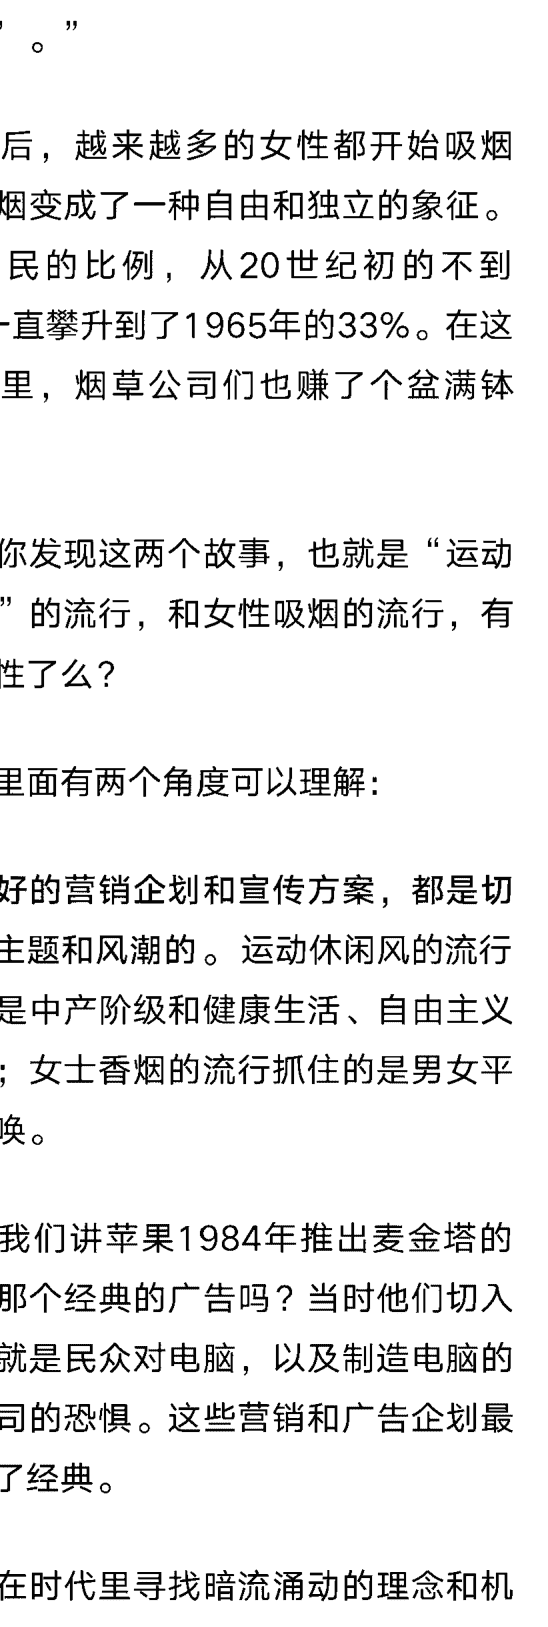 ’。”
后，越来越多的女性都开始吸烟
烟变成了一种自由和独立的象征。
民的比例，从20世纪初的不到
一直攀升到了1965年的33%。在这
里，烟草公司们也赚了个盆满钵
你发现这两个故事，也就是“运动
”的流行，和女性吸烟的流行，有
性了么？
里面有两个角度可以理解：
好的营销企划和宣传方案，都是切
主题和风潮的。运动休闲风的流行
是中产阶级和健康生活、自由主义
；女士香烟的流行抓住的是男女平
唤。
我们讲苹果1984年推出麦金塔的
那个经典的广告吗？当时他们切入
就是民众对电脑，以及制造电脑的
司的恐惧。这些营销和广告企划最
了经典。
在时代里寻找暗流涌动的理念和机